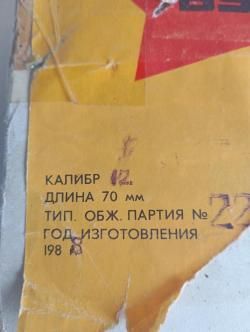 КАЛИБР 12
ДЛИНА 70 мм
ТИП. ОБЖ. ПАРТИЯ № 22
ГОД ИЗГОТОВЛЕНИЯ
198 8